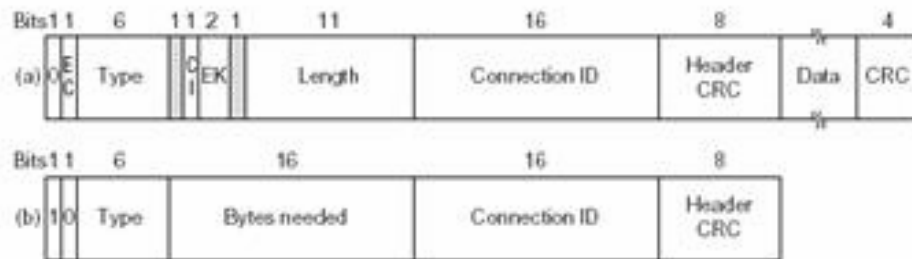 Bits 1 1 6 1 1 2 1 11 16 8 4
(a) 0 EC Type CI EK Length Connection ID Header CRC Data CRC
Bits 1 1 6 16 16 8
(b) 1 0 Type Bytes needed Connection ID Header CRC